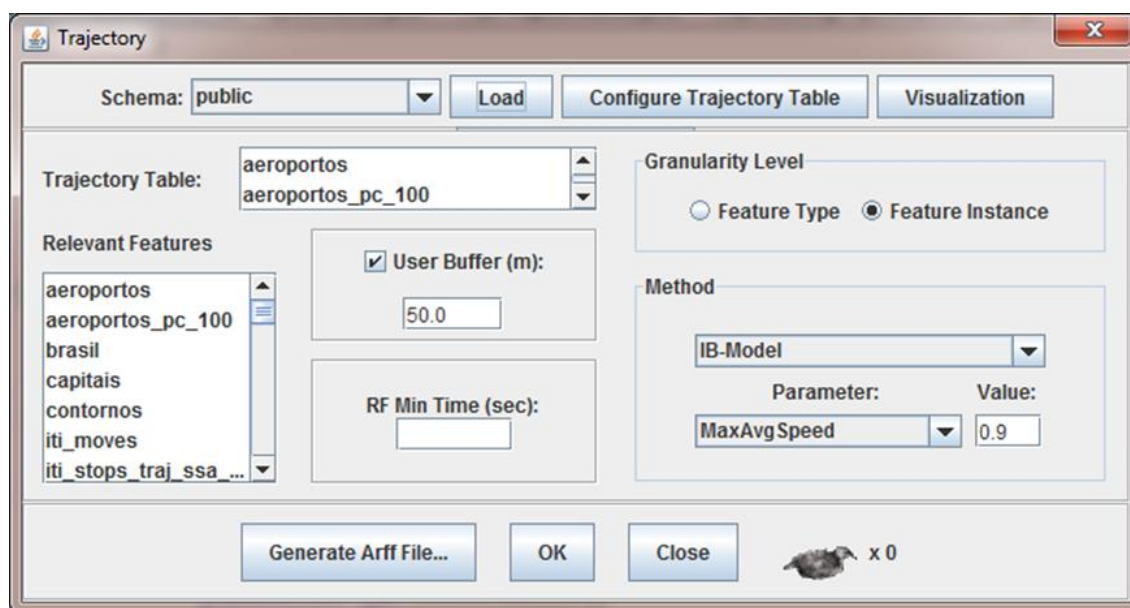 Trajectory
Schema: public Load Configure Trajectory Table Visualization
Trajectory Table:
aeroportos
aeroportos_pc_100
Granularity Level
Feature Type Feature Instance
Relevant Features
aeroportos
aeroportos_pc_100
brasil
capitais
contornos
iti_moves
iti_stops_traj_ssa_...
User Buffer (m):
50.0
RF Min Time (sec):
Method
IB-Model
Parameter: Value:
MaxAvgSpeed 0.9
Generate Arff File... OK Close x 0